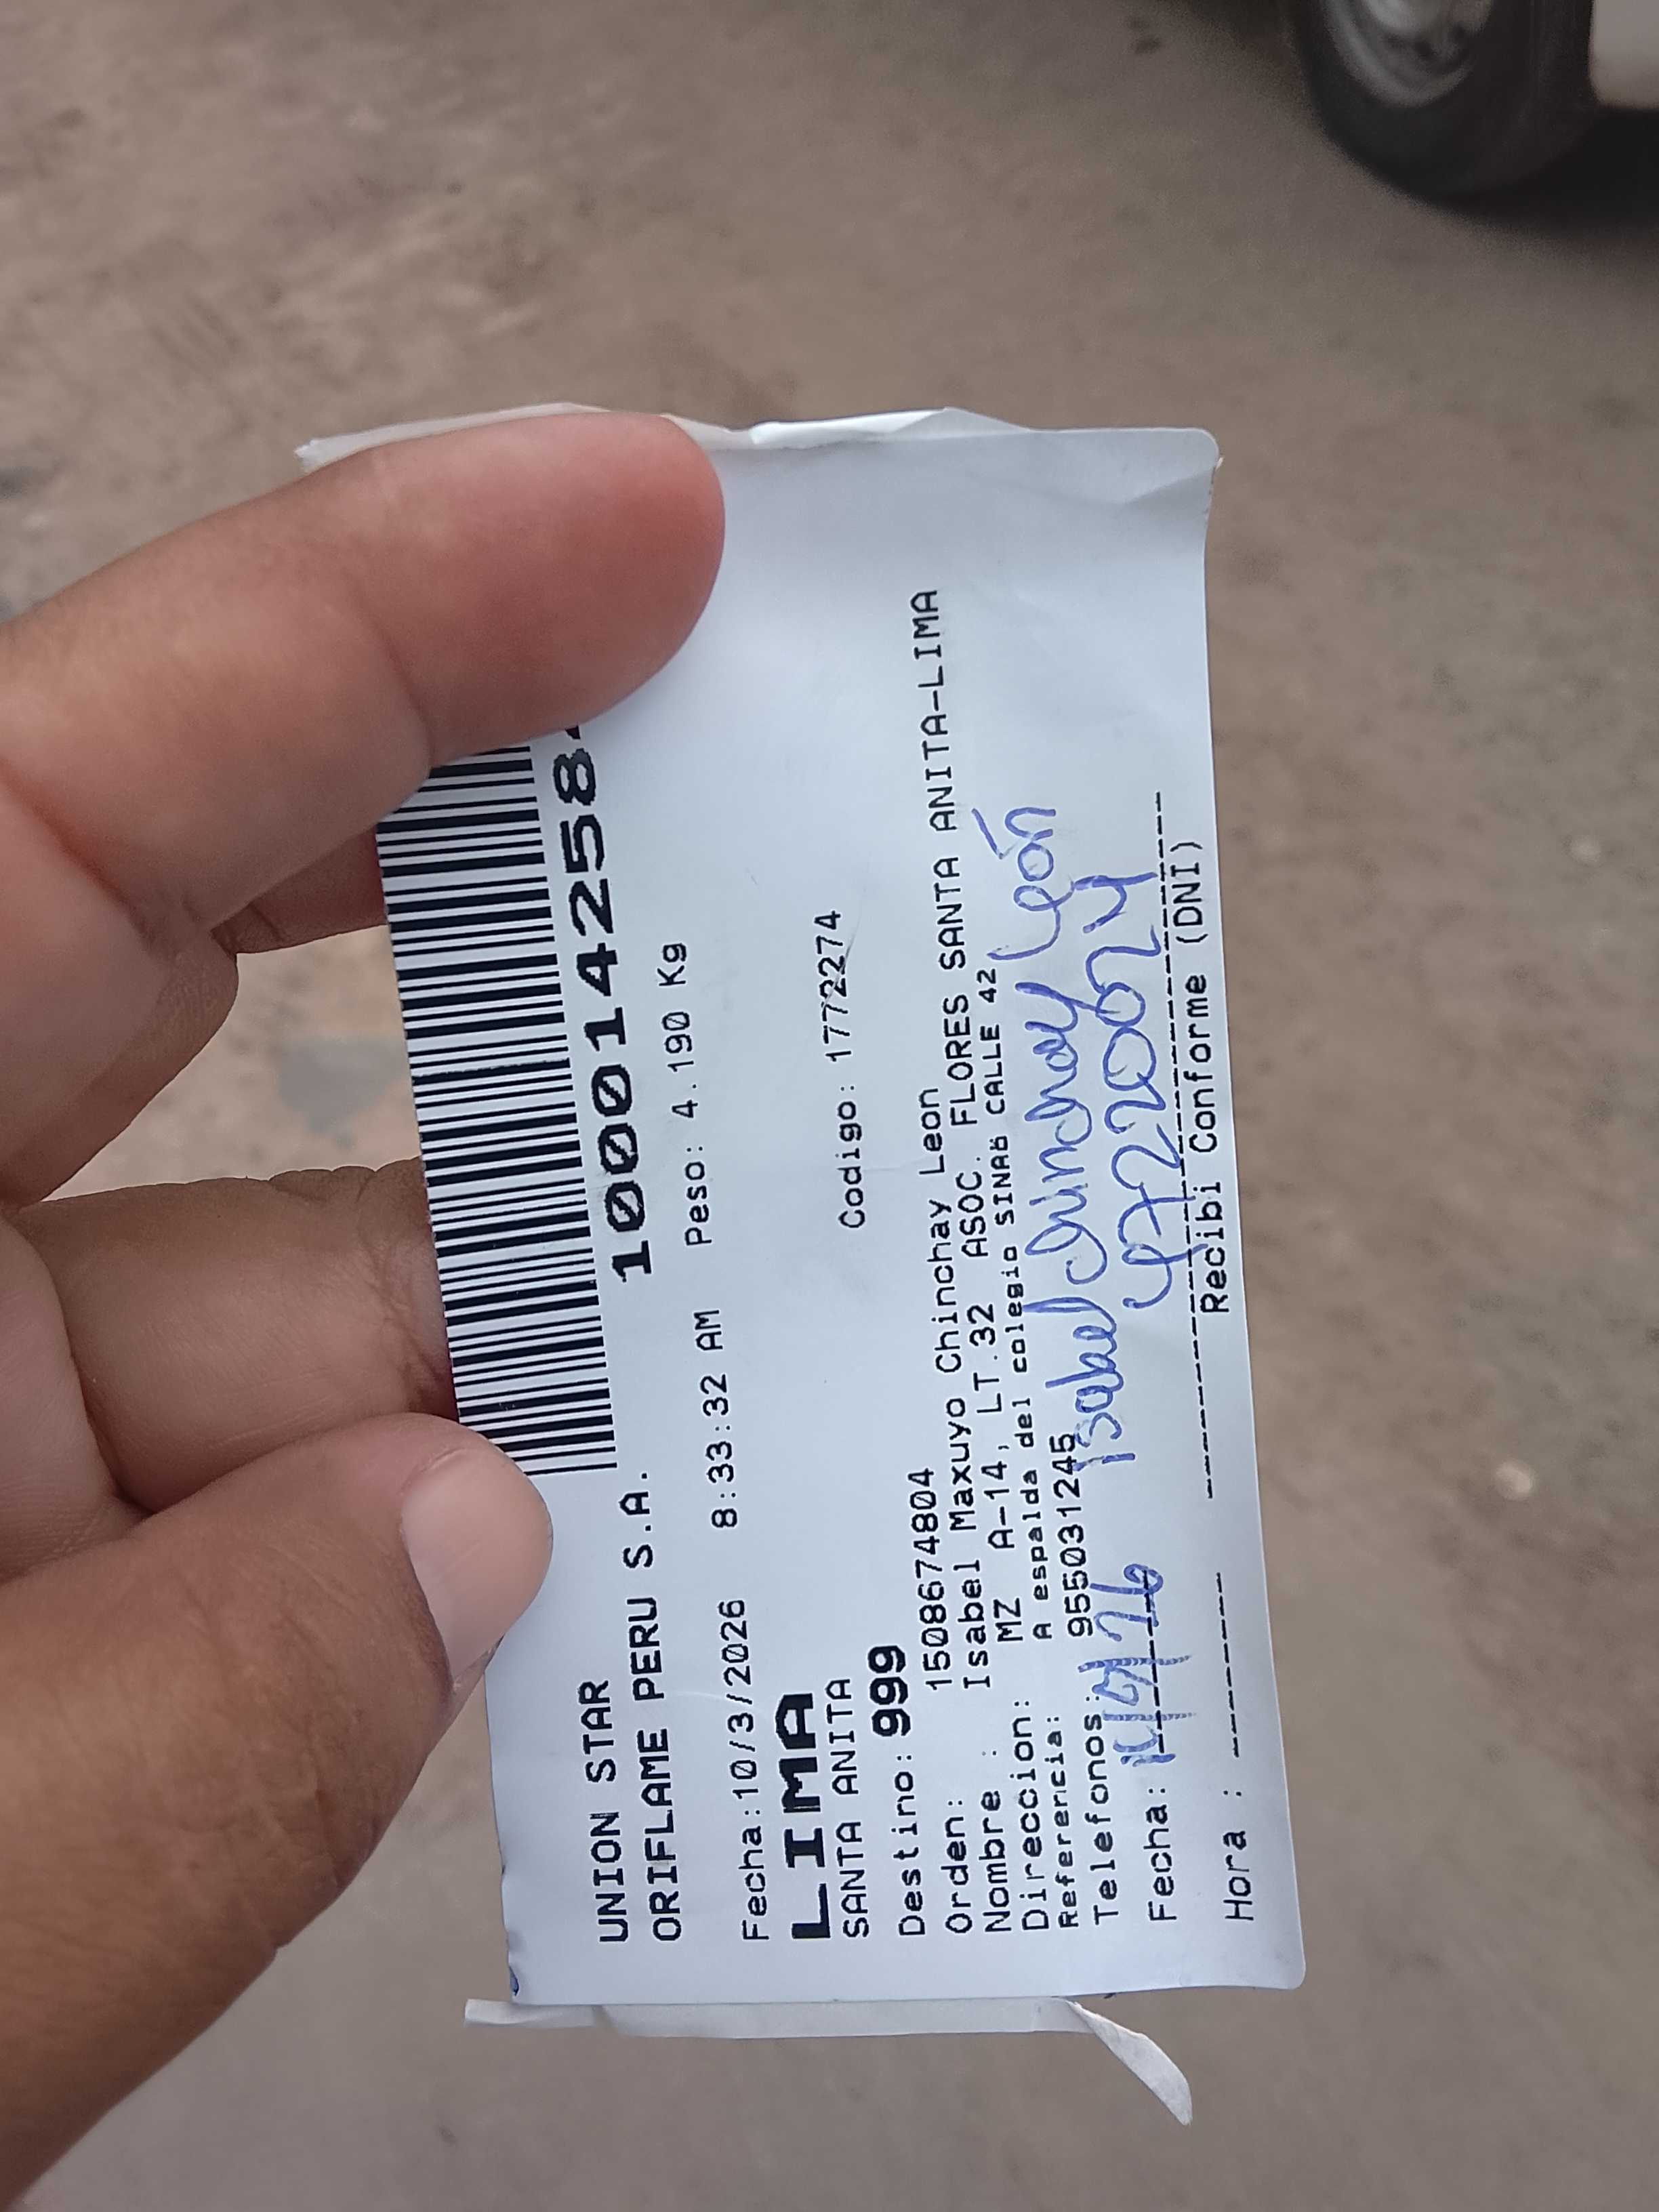 UNION STAR
ORIFLAME PERU S.A.
100014258
Fecha:10/3/2026 8:33:32 AM Peso: 4.190 Kg
LIMA
SANTA ANITA
Codigo: 1772274
Destino: 999
Orden: 1508674804
Nombre : Isabel Maxuyo Chinchay Leon
Direccion: MZ A-14, LT.32 ASOC. FLORES SANTA ANITA-LIMA
Referencia: A espalda del colegio SINAb CALLE 42
Telefonos: 955031245
Isabel Chinchay León
Fecha:
Recibi Conforme (DNI)
Hora :